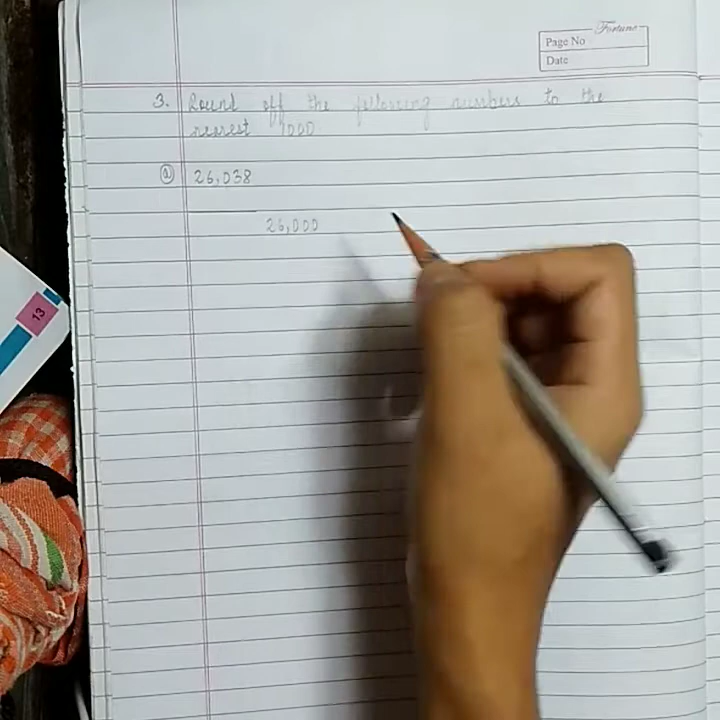 Fortune
Page No
Date
3. Round off the following numbers to the
nearest 1000
a 26,038
26,000
13